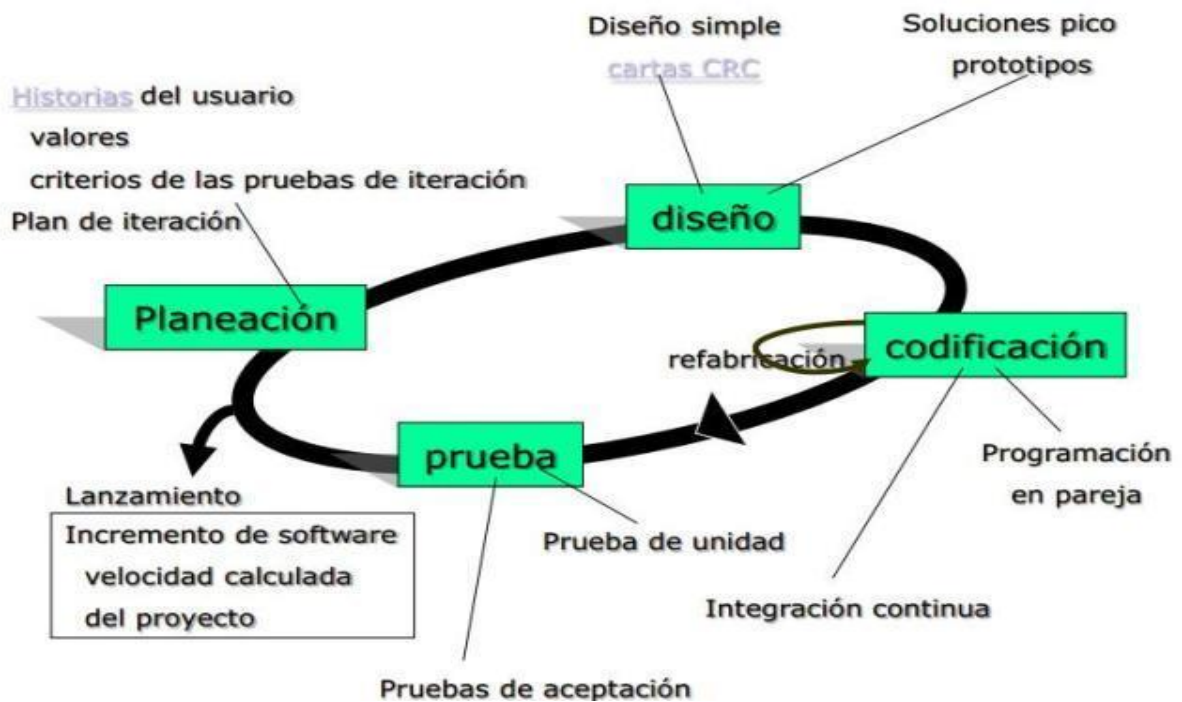 Historias del usuario
valores
criterios de las pruebas de iteración
Plan de iteración
Diseño simple
cartas CRC
Soluciones pico
prototipos
diseño
Planeación
refabricación
codificación
prueba
Programación
en pareja
Lanzamiento
Incremento de software
velocidad calculada
del proyecto
Prueba de unidad
Integración continua
Pruebas de aceptación